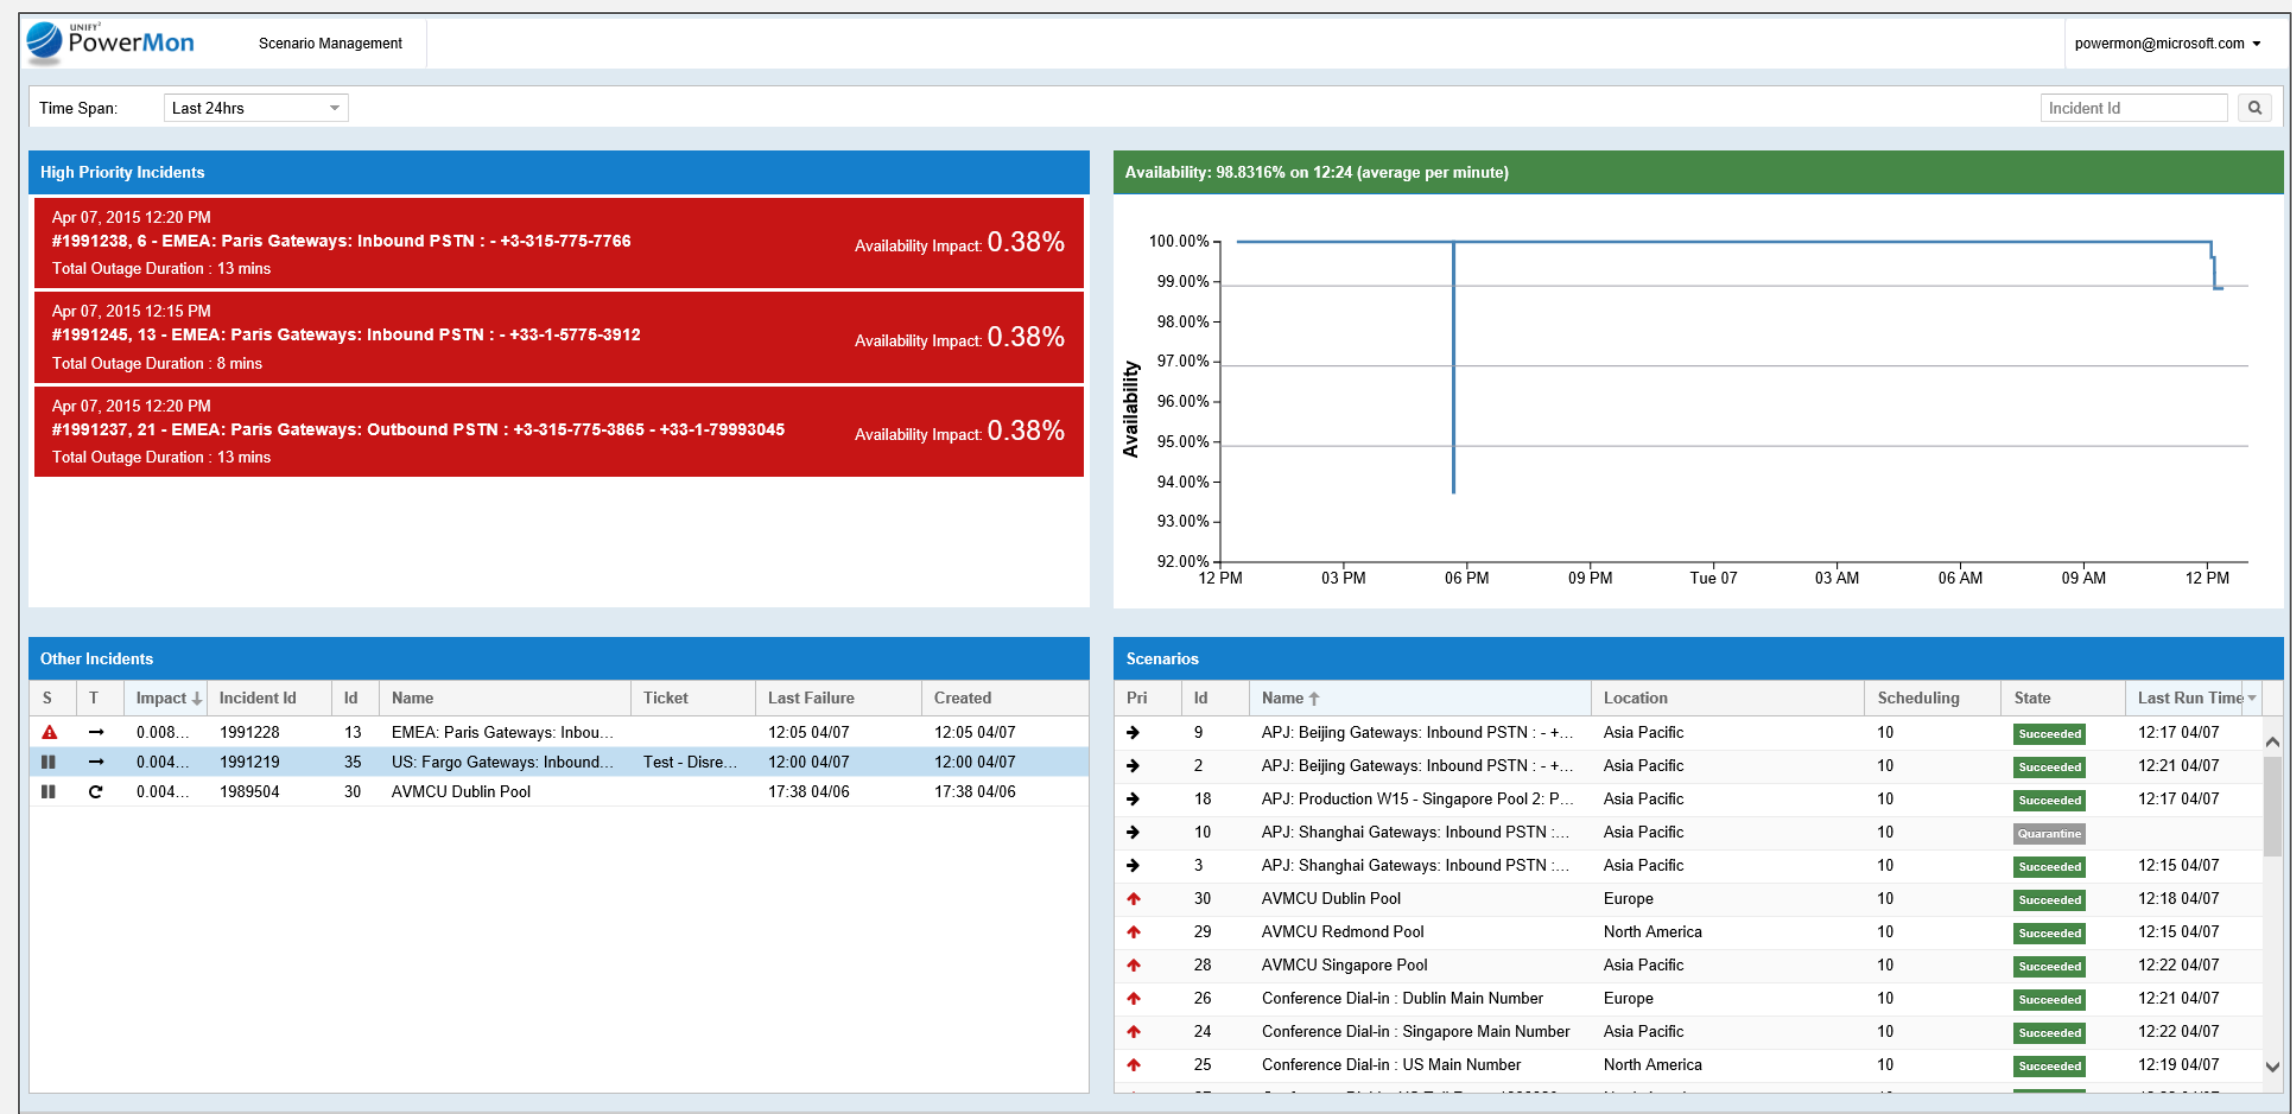 UNIFY²
PowerMon
Scenario Management
powermon@microsoft.com
Time Span:
Last 24hrs
Incident Id
High Priority Incidents
Apr 07, 2015 12:20 PM
#1991238, 6 - EMEA: Paris Gateways: Inbound PSTN : - +3-315-775-7766
Availability Impact: 0.38%
Total Outage Duration : 13 mins
Apr 07, 2015 12:15 PM
#1991245, 13 - EMEA: Paris Gateways: Inbound PSTN : - +33-1-5775-3912
Availability Impact: 0.38%
Total Outage Duration : 8 mins
Apr 07, 2015 12:20 PM
#1991237, 21 - EMEA: Paris Gateways: Outbound PSTN : +3-315-775-3865 - +33-1-79993045
Availability Impact: 0.38%
Total Outage Duration : 13 mins
Availability: 98.8316% on 12:24 (average per minute)
Availability
100.00%
99.00%
98.00%
97.00%
96.00%
95.00%
94.00%
93.00%
92.00%
12 PM 03 PM 06 PM 09 PM Tue 07 03 AM 06 AM 09 AM 12 PM
Other Incidents
S T Impact Incident Id Id Name Ticket Last Failure Created
0.008... 1991228 13 EMEA: Paris Gateways: Inbou... 12:05 04/07 12:05 04/07
0.004... 1991219 35 US: Fargo Gateways: Inbound... Test - Disre... 12:00 04/07 12:00 04/07
0.004... 1989504 30 AVMCU Dublin Pool 17:38 04/06 17:38 04/06
Scenarios
Pri Id Name Location Scheduling State Last Run Time
9 APJ: Beijing Gateways: Inbound PSTN : - +... Asia Pacific 10 Succeeded 12:17 04/07
2 APJ: Beijing Gateways: Inbound PSTN : - +... Asia Pacific 10 Succeeded 12:21 04/07
18 APJ: Production W15 - Singapore Pool 2: P... Asia Pacific 10 Succeeded 12:17 04/07
10 APJ: Shanghai Gateways: Inbound PSTN :... Asia Pacific 10 Quarantine
3 APJ: Shanghai Gateways: Inbound PSTN :... Asia Pacific 10 Succeeded 12:15 04/07
30 AVMCU Dublin Pool Europe 10 Succeeded 12:18 04/07
29 AVMCU Redmond Pool North America 10 Succeeded 12:15 04/07
28 AVMCU Singapore Pool Asia Pacific 10 Succeeded 12:22 04/07
26 Conference Dial-in : Dublin Main Number Europe 10 Succeeded 12:21 04/07
24 Conference Dial-in : Singapore Main Number Asia Pacific 10 Succeeded 12:22 04/07
25 Conference Dial-in : US Main Number North America 10 Succeeded 12:19 04/07